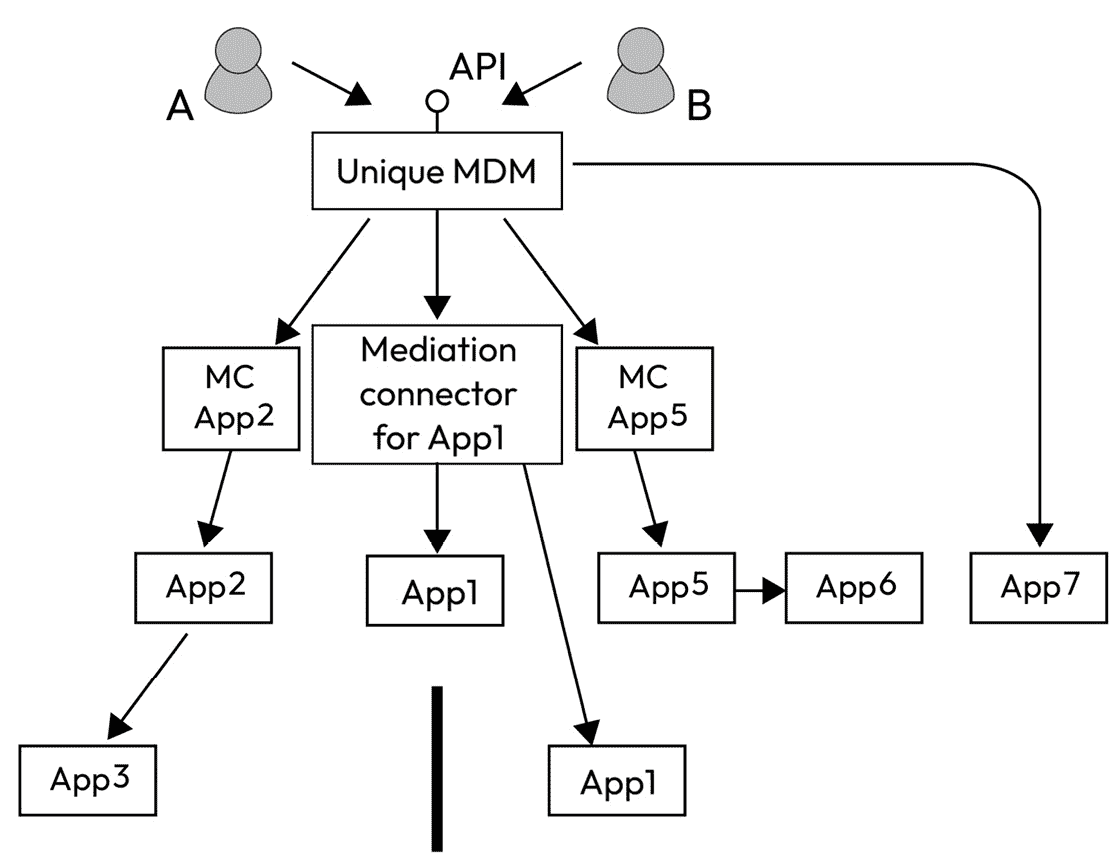 API
A
B
Unique MDM
MC
App2
Mediation
connector
for App1
MC
App5
App2
App1
App5
App6
App7
App3
App1